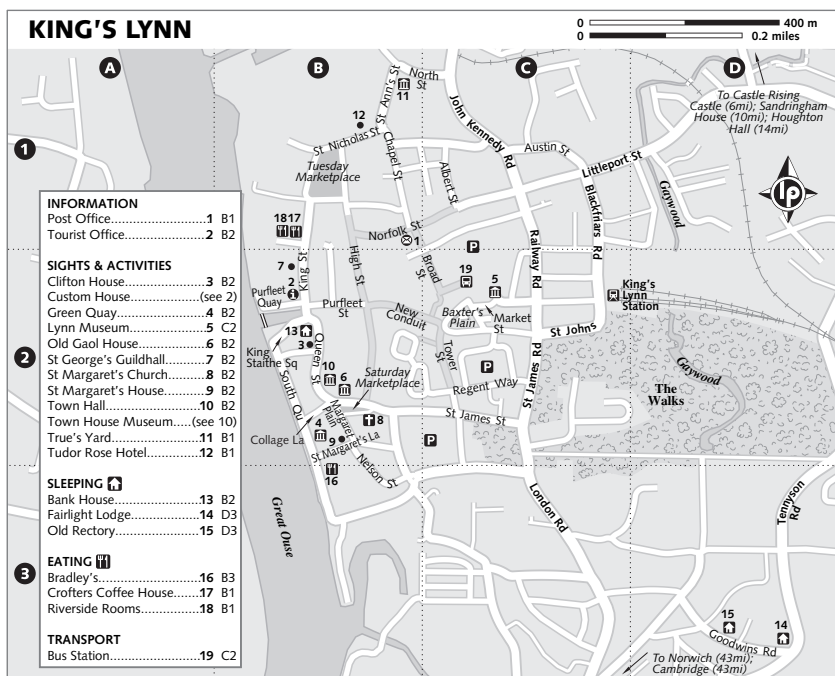 KING'S LYNN
0 400 m
0 0.2 miles
A
B
C
D
1
2
3
INFORMATION
Post Office 1 B1
Tourist Office 2 B2
SIGHTS & ACTIVITIES
Clifton House 3 B2
Custom House (see 2)
Green Quay 4 B2
Lynn Museum 5 C2
Old Gaol House 6 B2
St George's Guildhall 7 B2
St Margaret's Church 8 B2
St Margaret's House 9 B2
Town Hall 10 B2
Town House Museum (see 10)
True's Yard 11 B1
Tudor Rose Hotel 12 B1
SLEEPING
Bank House 13 B2
Fairlight Lodge 14 D3
Old Rectory 15 D3
EATING
Bradley's 16 B3
Crofters Coffee House 17 B1
Riverside Rooms 18 B1
TRANSPORT
Bus Station 19 C2
North
St
St Ann's St
11
12
St Nicholas St
Chapel St
John Kennedy Rd
Austin St
Littleport St
To Castle Rising
Castle (6mi); Sandringham
House (10mi); Houghton
Hall (14mi)
lp
Tuesday
Marketplace
Albert St
Blackfriars Rd
Gaywood
18 17
Norfolk St
1
P
7
King St
High St
Broad St
19
5
Railway Rd
2
i
Purfleet
Quay
Purfleet
St
New
Conduit
Baxter's
Plain
Market
St
King's
Lynn
Station
St Johns
13
3
King
Staithe Sq
Queen St
Tower St
P
Regent Way
St James Rd
Gaywood
The
Walks
10
6
Saturday
Marketplace
South Qu
Margaret Plain
8
St James St
Collage La
4
9
St Margaret's La
P
16
Nelson St
London Rd
Great Ouse
Tennyson
Rd
15
14
Goodwins Rd
To Norwich (43mi);
Cambridge (43mi)